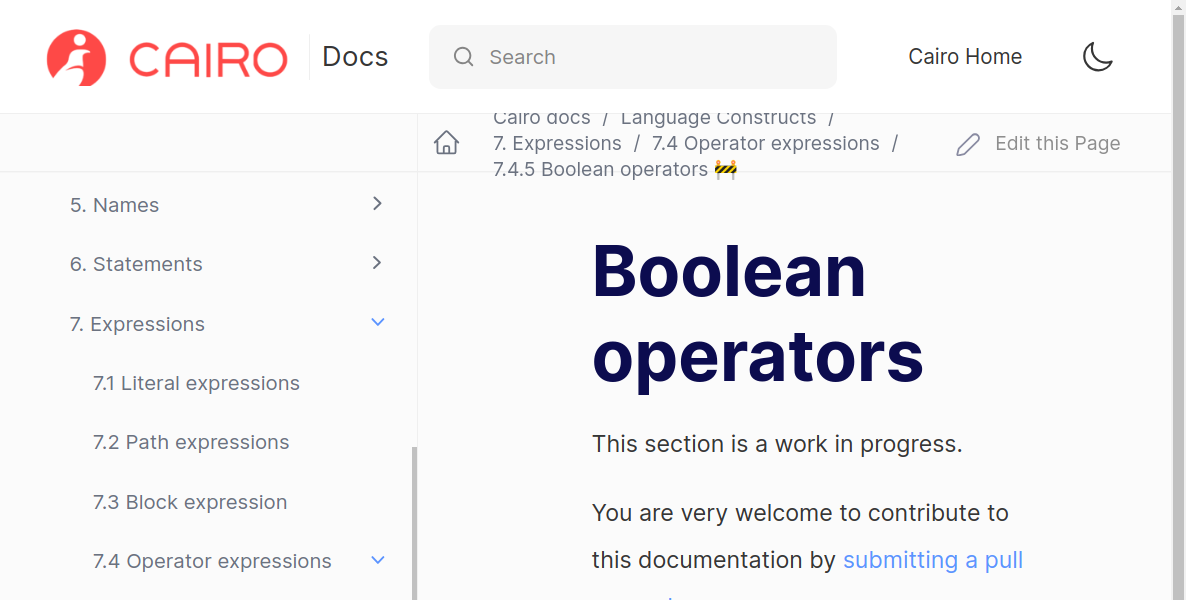 CAIRO Docs
Search
Cairo Home
Cairo docs / Language Constructs /
7. Expressions / 7.4 Operator expressions /
7.4.5 Boolean operators 🚧
Edit this Page
5. Names
6. Statements
7. Expressions
7.1 Literal expressions
7.2 Path expressions
7.3 Block expression
7.4 Operator expressions
Boolean
operators
This section is a work in progress.
You are very welcome to contribute to
this documentation by submitting a pull